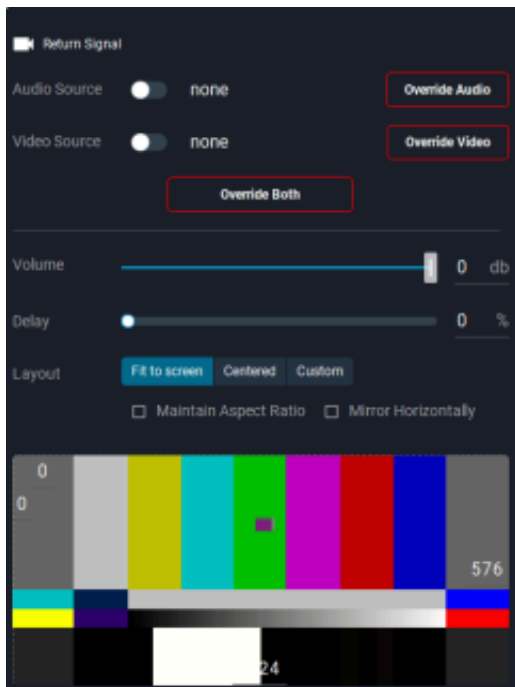 Return Signal
Audio Source none Override Audio
Video Source none Override Video
Override Both
Volume 0 db
Delay 0 %
Layout Fit to screen Centered Custom
Maintain Aspect Ratio Mirror Horizontally
0
0
576
24